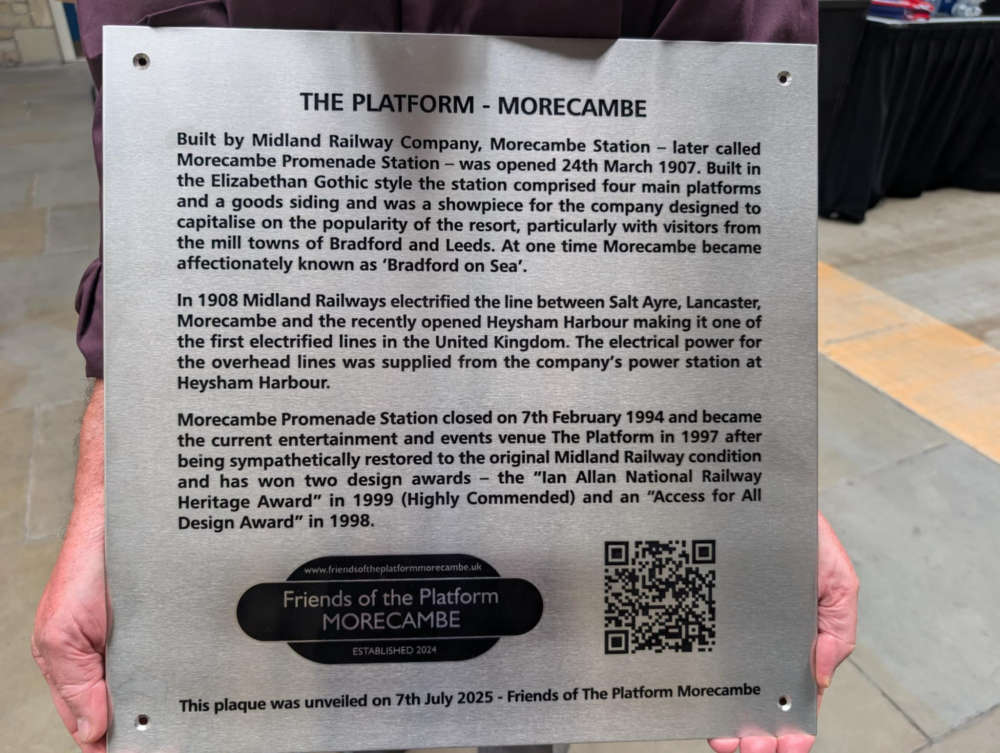 THE PLATFORM - MORECAMBE
Built by Midland Railway Company, Morecambe Station – later called
Morecambe Promenade Station – was opened 24th March 1907. Built in
the Elizabethan Gothic style the station comprised four main platforms
and a goods siding and was a showpiece for the company designed to
capitalise on the popularity of the resort, particularly with visitors from
the mill towns of Bradford and Leeds. At one time Morecambe became
affectionately known as ‘Bradford on Sea’.
In 1908 Midland Railways electrified the line between Salt Ayre, Lancaster,
Morecambe and the recently opened Heysham Harbour making it one of
the first electrified lines in the United Kingdom. The electrical power for
the overhead lines was supplied from the company’s power station at
Heysham Harbour.
Morecambe Promenade Station closed on 7th February 1994 and became
the current entertainment and events venue The Platform in 1997 after
being sympathetically restored to the original Midland Railway condition
and has won two design awards – the “Ian Allan National Railway
Heritage Award” in 1999 (Highly Commended) and an “Access for All
Design Award” in 1998.
www.friendsoftheplatformmorecambe.uk
Friends of the Platform
MORECAMBE
ESTABLISHED 2024
This plaque was unveiled on 7th July 2025 - Friends of The Platform Morecambe